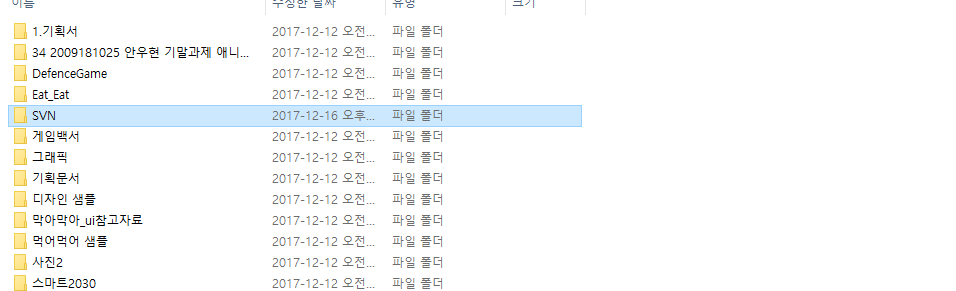 이름 수정한 날짜 유형 크기
1.기획서 2017-12-12 오전... 파일 폴더
34 2009181025 안우현 기말과제 애니... 2017-12-12 오전... 파일 폴더
DefenceGame 2017-12-12 오전... 파일 폴더
Eat_Eat 2017-12-12 오전... 파일 폴더
SVN 2017-12-16 오후... 파일 폴더
게임백서 2017-12-12 오전... 파일 폴더
그래픽 2017-12-12 오전... 파일 폴더
기획문서 2017-12-12 오전... 파일 폴더
디자인 샘플 2017-12-12 오전... 파일 폴더
막아막아_ui참고자료 2017-12-12 오전... 파일 폴더
먹어먹어 샘플 2017-12-12 오전... 파일 폴더
사진2 2017-12-12 오전... 파일 폴더
스마트2030 2017-12-12 오전... 파일 폴더